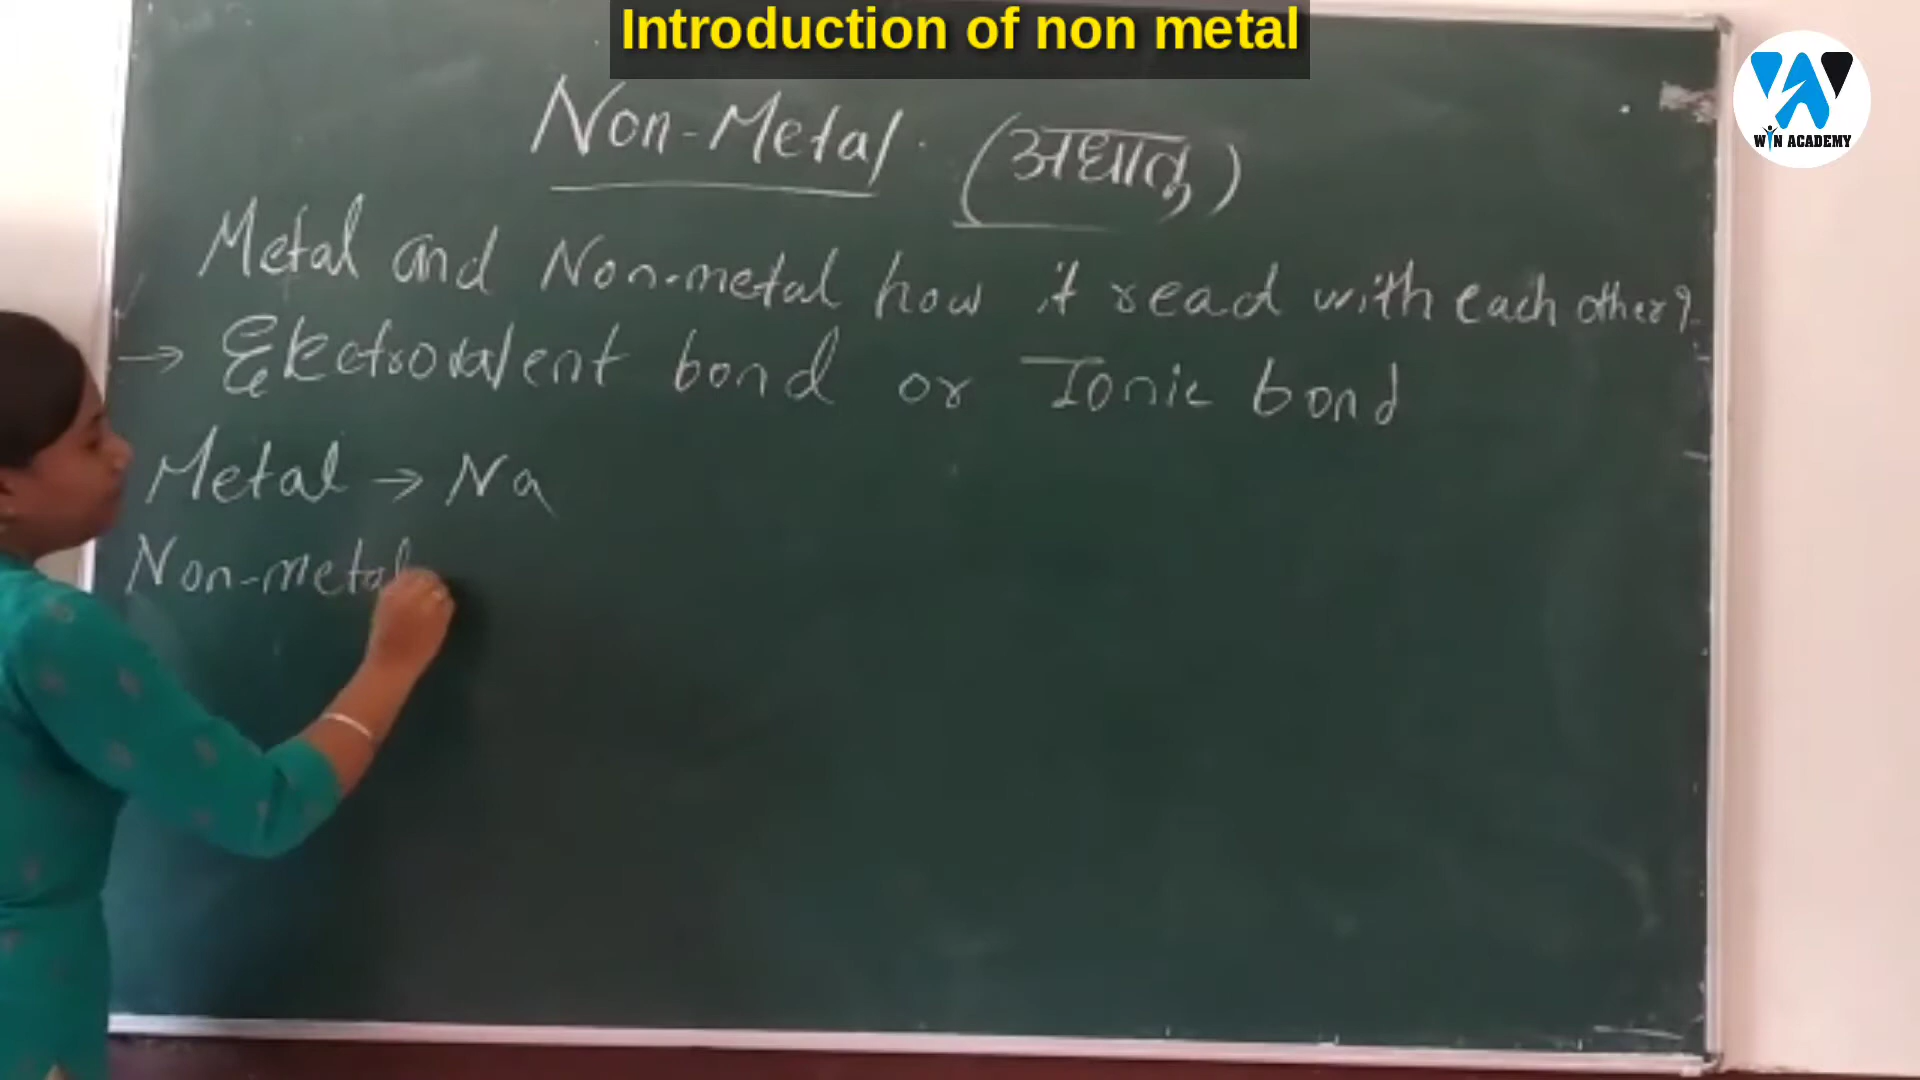 Introduction of non metal
WIN ACADEMY
Non-Metal. (अधातु)
Metal and Non-metal how it read with each other?
→ Electrovalent bond or Ionic bond
Metal → Na
Non-metal